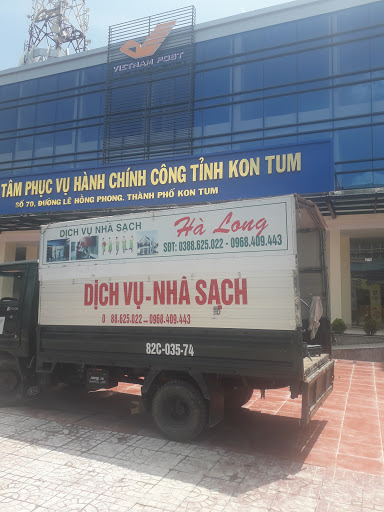 VIETNAM POST
TÂM PHỤC VỤ HÀNH CHÍNH CÔNG TỈNH KON TUM
SỐ 70, ĐƯỜNG LÊ HỒNG PHONG, THÀNH PHỐ KON TUM
DỊCH VỤ NHÀ SẠCH
Hà Long
SĐT: 0388.625.022 - 0968.409.443
DỊCH VỤ-NHÀ SẠCH
0 88.625.022 - 0968.409.443
82C-035-74